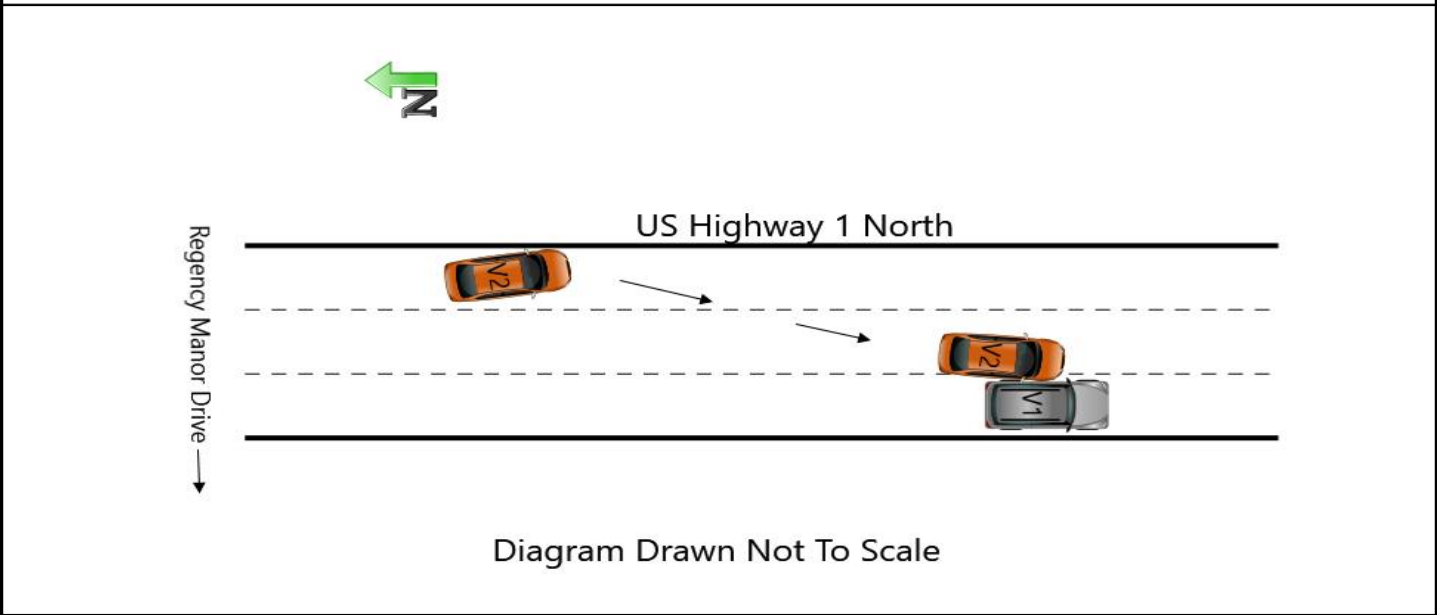 N
US Highway 1 North
Regency Manor Drive
V2
V2
V1
Diagram Drawn Not To Scale